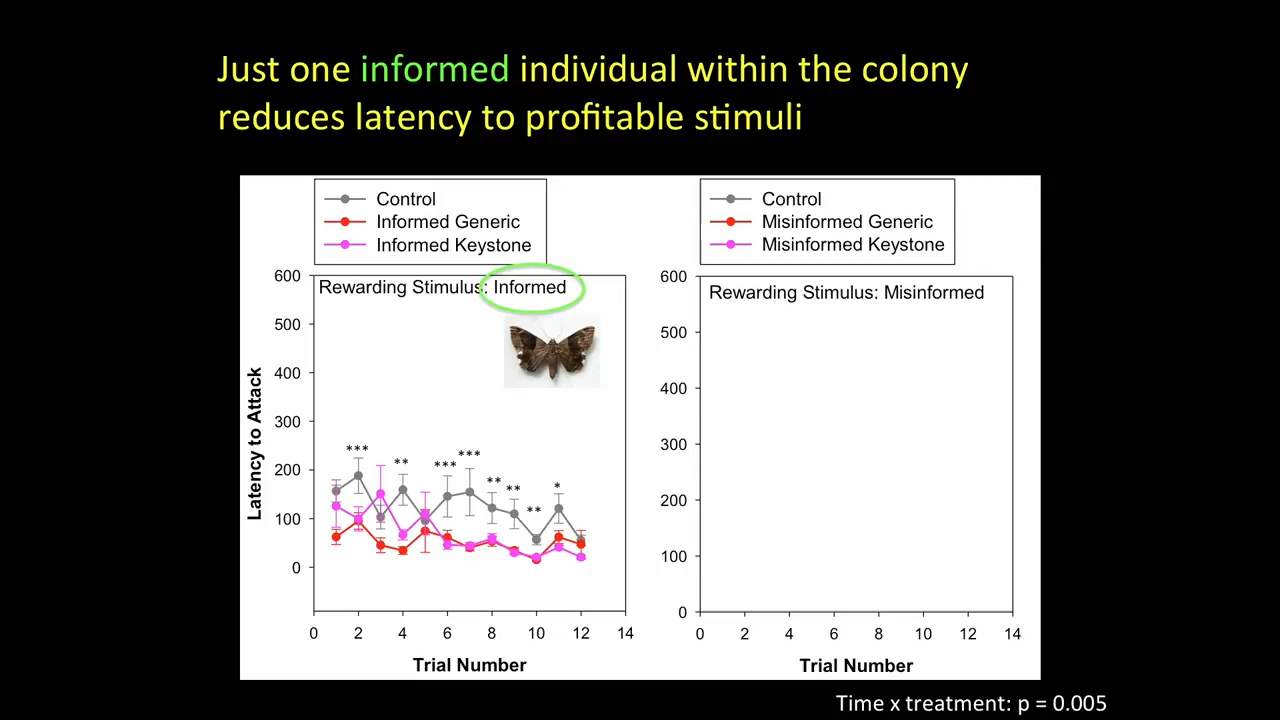 Just one informed individual within the colony
reduces latency to profitable stimuli
Control
Informed Generic
Informed Keystone
600
Rewarding Stimulus: Informed
500
400
300
200
100
0
***
**
***
***
**
**
**
*
Latency to Attack
0 2 4 6 8 10 12 14
Trial Number
Control
Misinformed Generic
Misinformed Keystone
600
Rewarding Stimulus: Misinformed
500
400
300
200
100
0
0 2 4 6 8 10 12 14
Trial Number
Time x treatment: p = 0.005